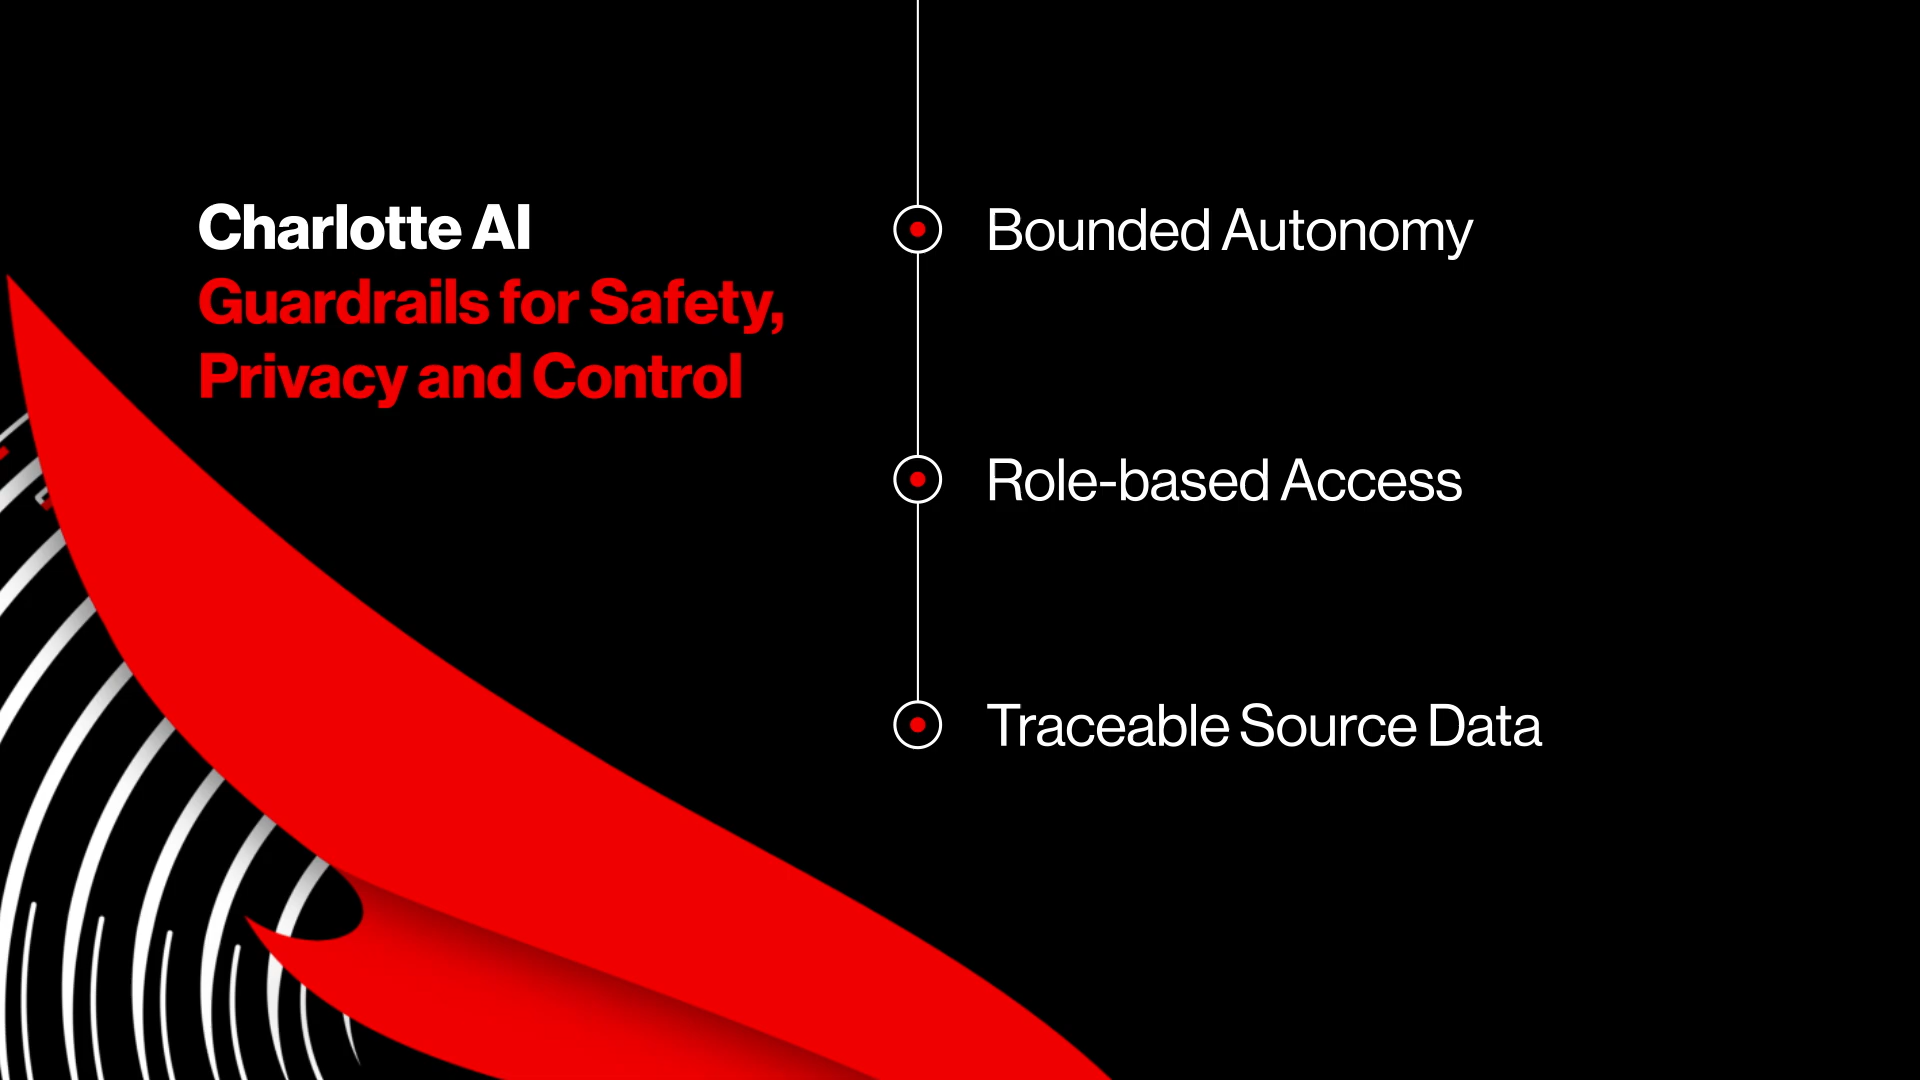 Charlotte AI
Guardrails for Safety,
Privacy and Control
Bounded Autonomy
Role-based Access
Traceable Source Data